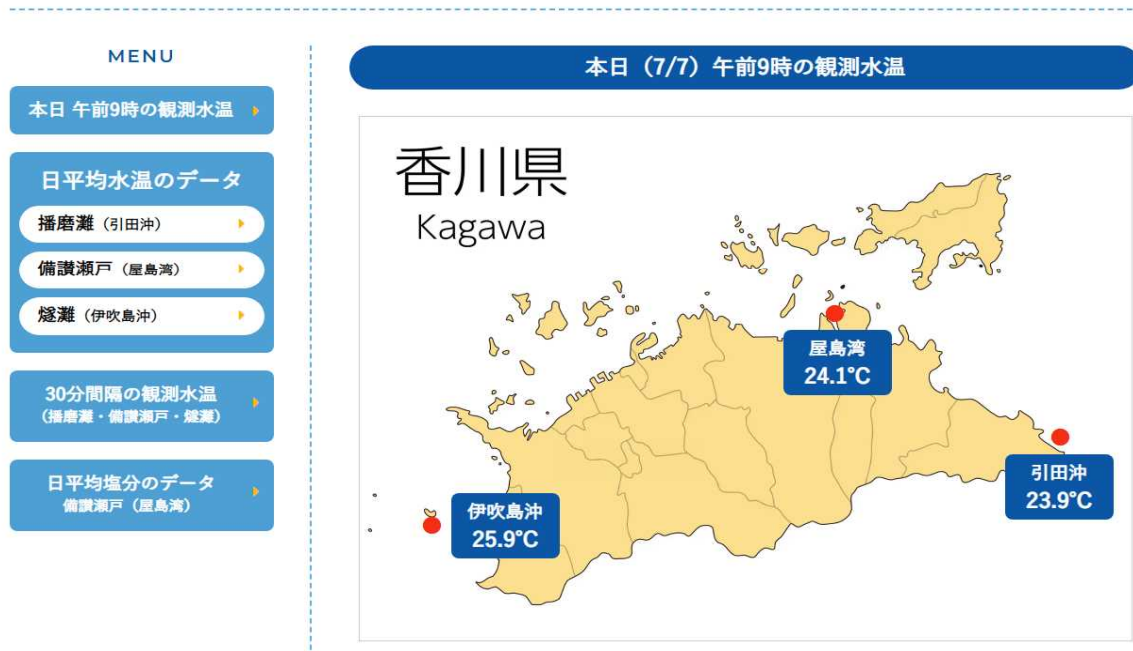 MENU
本日 午前9時の観測水温
日平均水温のデータ
播磨灘（引田沖）
備讃瀬戸（屋島湾）
燧灘（伊吹島沖）
30分間隔の観測水温
（播磨灘・備讃瀬戸・燧灘）
日平均塩分のデータ
備讃瀬戸（屋島湾）
本日（7/7）午前9時の観測水温
香川県
Kagawa
屋島湾
24.1℃
引田沖
23.9℃
伊吹島沖
25.9℃